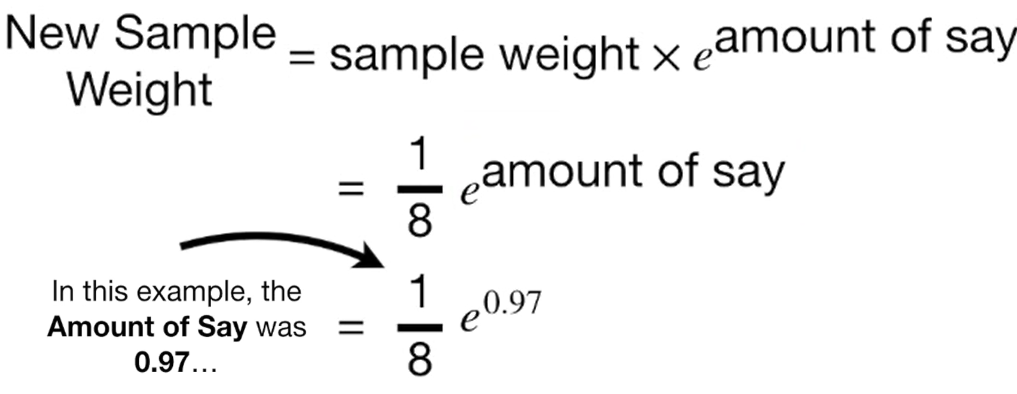 New Sample Weight = sample weight × e^amount of say
= 1/8 e^amount of say
In this example, the
Amount of Say was
0.97...
= 1/8 e^0.97